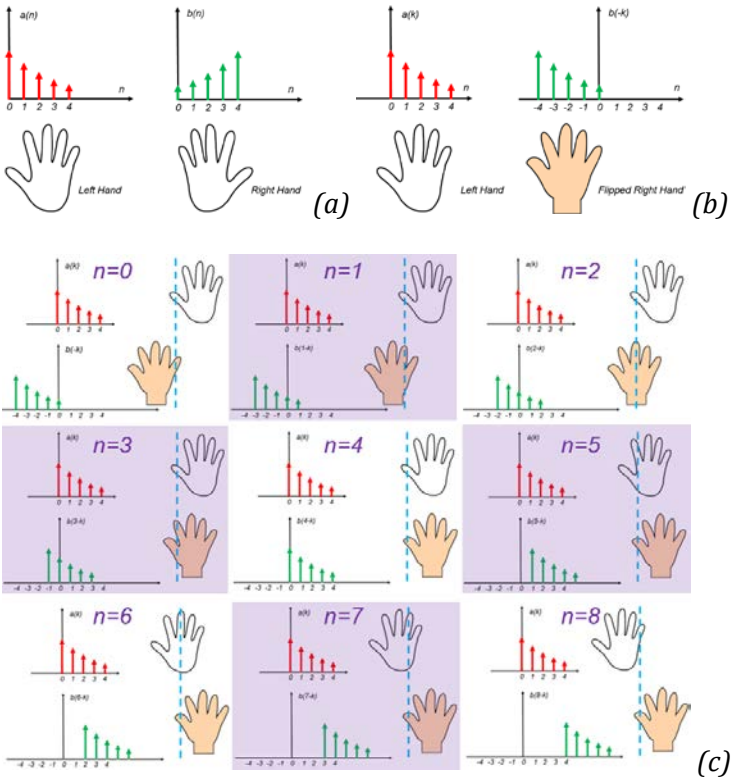 a(n)
b(n)
a(k)
b(-k)
n
n
n
n
0 1 2 3 4
0 1 2 3 4
0 1 2 3 4
-4 -3 -2 -1 0 1 2 3 4
Left Hand
Right Hand
(a)
Left Hand
Flipped Right Hand
(b)
a(k)
n=0
0 1 2 3 4
b(-k)
-4 -3 -2 -1 0 1 2 3 4
a(k)
n=1
0 1 2 3 4
b(1-k)
-4 -3 -2 -1 0 1 2 3 4
a(k)
n=2
0 1 2 3 4
b(2-k)
-4 -3 -2 -1 0 1 2 3 4
a(k)
n=3
0 1 2 3 4
b(3-k)
-4 -3 -2 -1 0 1 2 3 4
a(k)
n=4
0 1 2 3 4
b(4-k)
-4 -3 -2 -1 0 1 2 3 4
a(k)
n=5
0 1 2 3 4
b(5-k)
-4 -3 -2 -1 0 1 2 3 4
a(k)
n=6
0 1 2 3 4
b(6-k)
-4 -3 -2 -1 0 1 2 3 4
a(k)
n=7
0 1 2 3 4
b(7-k)
-4 -3 -2 -1 0 1 2 3 4
a(k)
n=8
0 1 2 3 4
b(8-k)
-4 -3 -2 -1 0 1 2 3 4
(c)